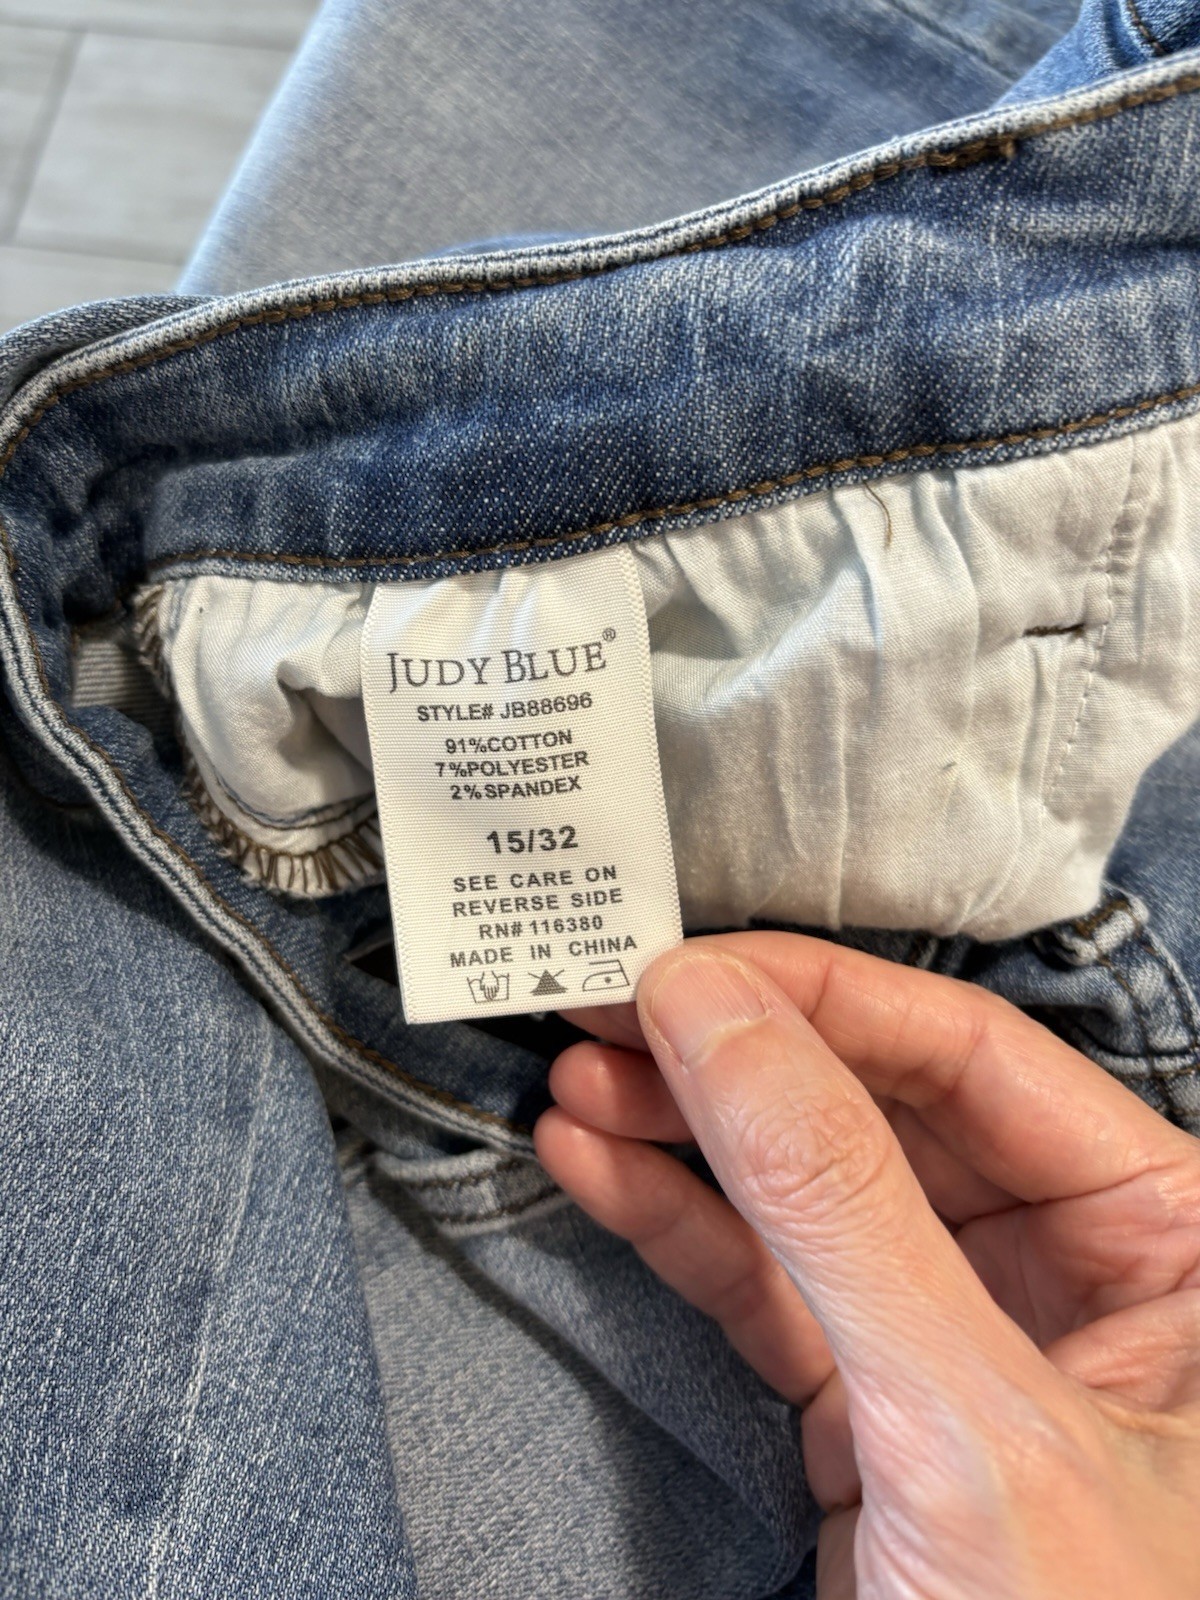 JUDY BLUE®
STYLE# JB88696
91%COTTON
7%POLYESTER
2%SPANDEX
15/32
SEE CARE ON
REVERSE SIDE
RN# 116380
MADE IN CHINA